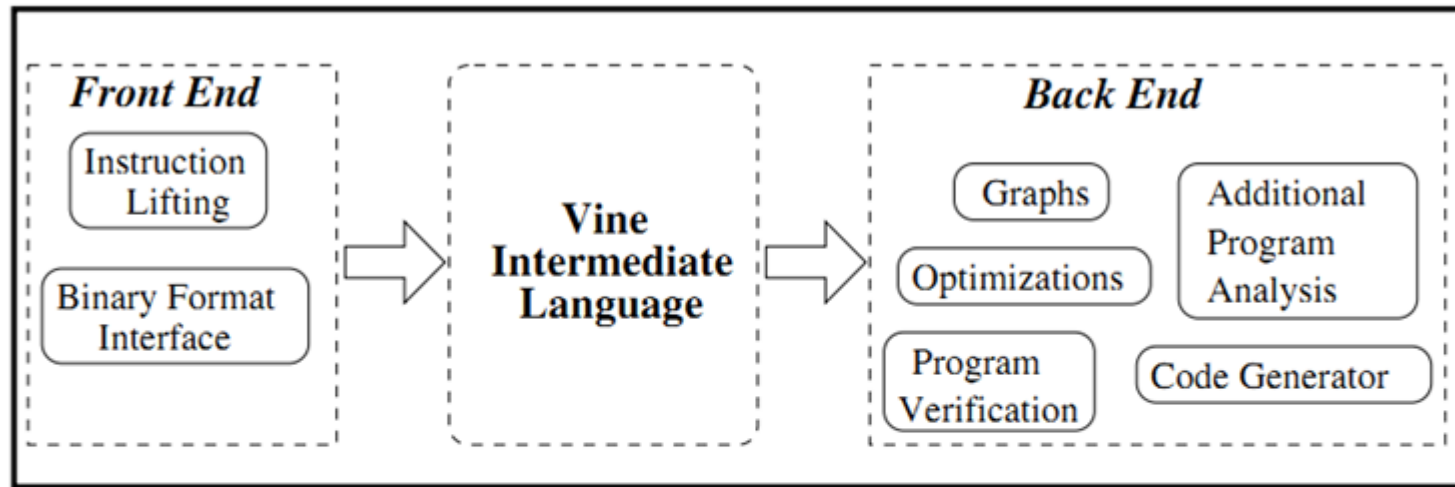 Front End
Instruction
Lifting
Binary Format
Interface
Vine
Intermediate
Language
Back End
Graphs
Optimizations
Program
Verification
Additional
Program
Analysis
Code Generator